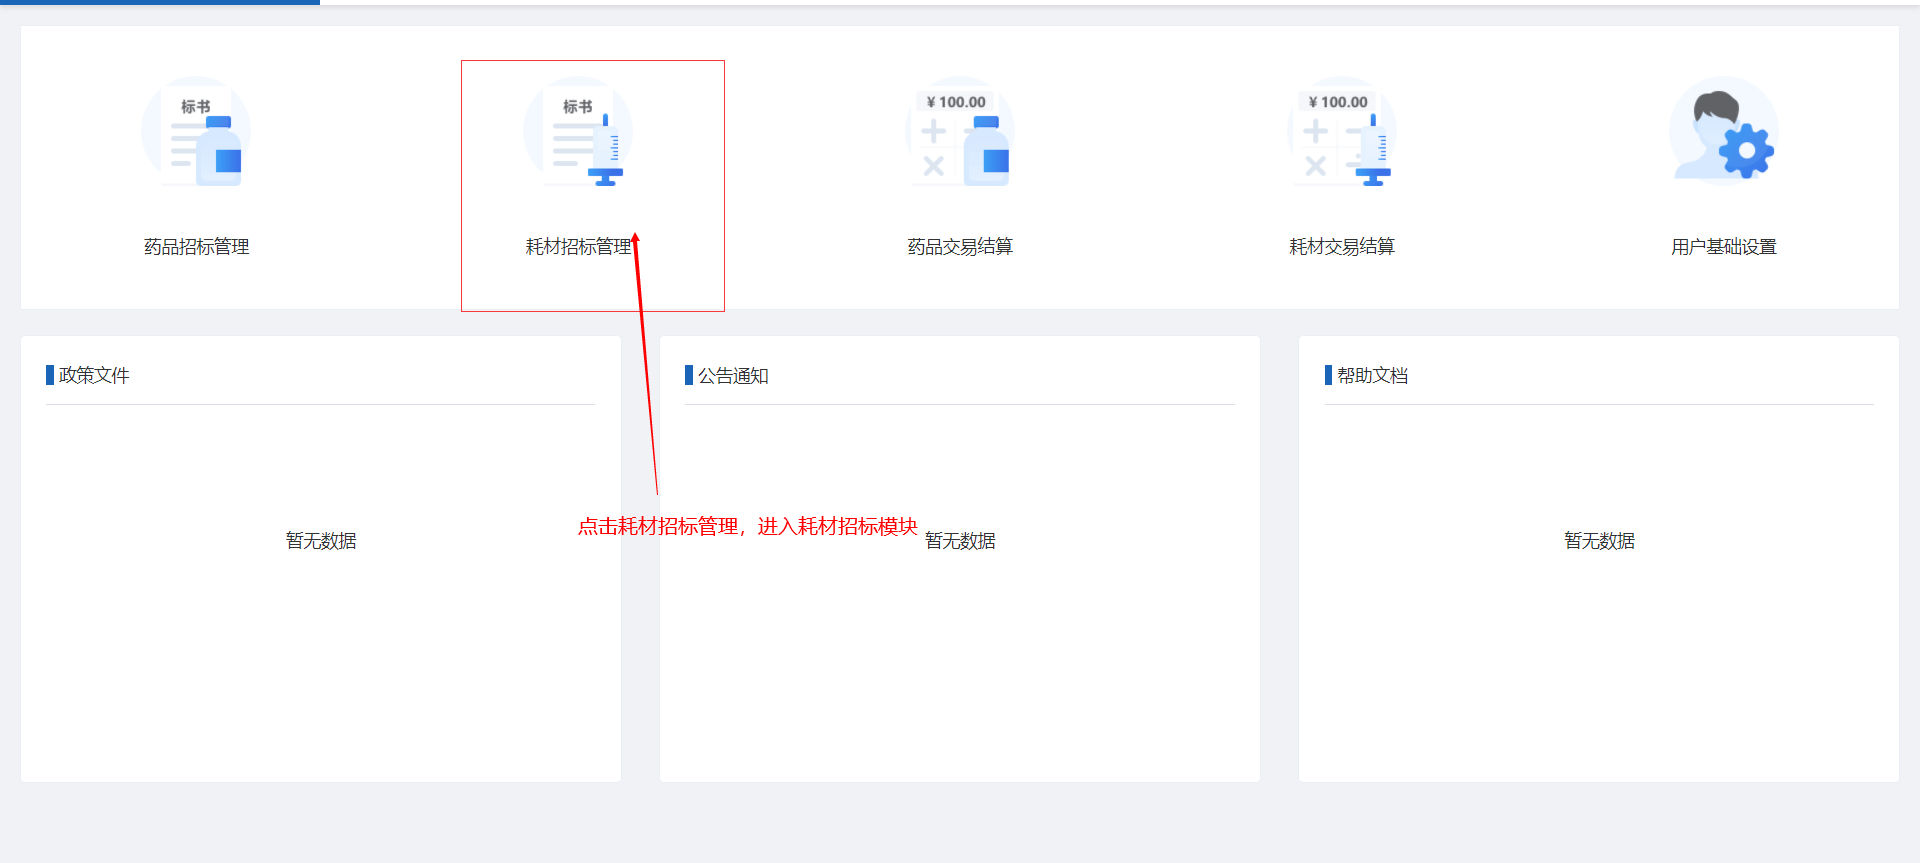 标书
标书
¥ 100.00
¥ 100.00
药品招标管理
耗材招标管理
药品交易结算
耗材交易结算
用户基础设置
政策文件
公告通知
帮助文档
点击耗材招标管理，进入耗材招标模块
暂无数据
暂无数据
暂无数据